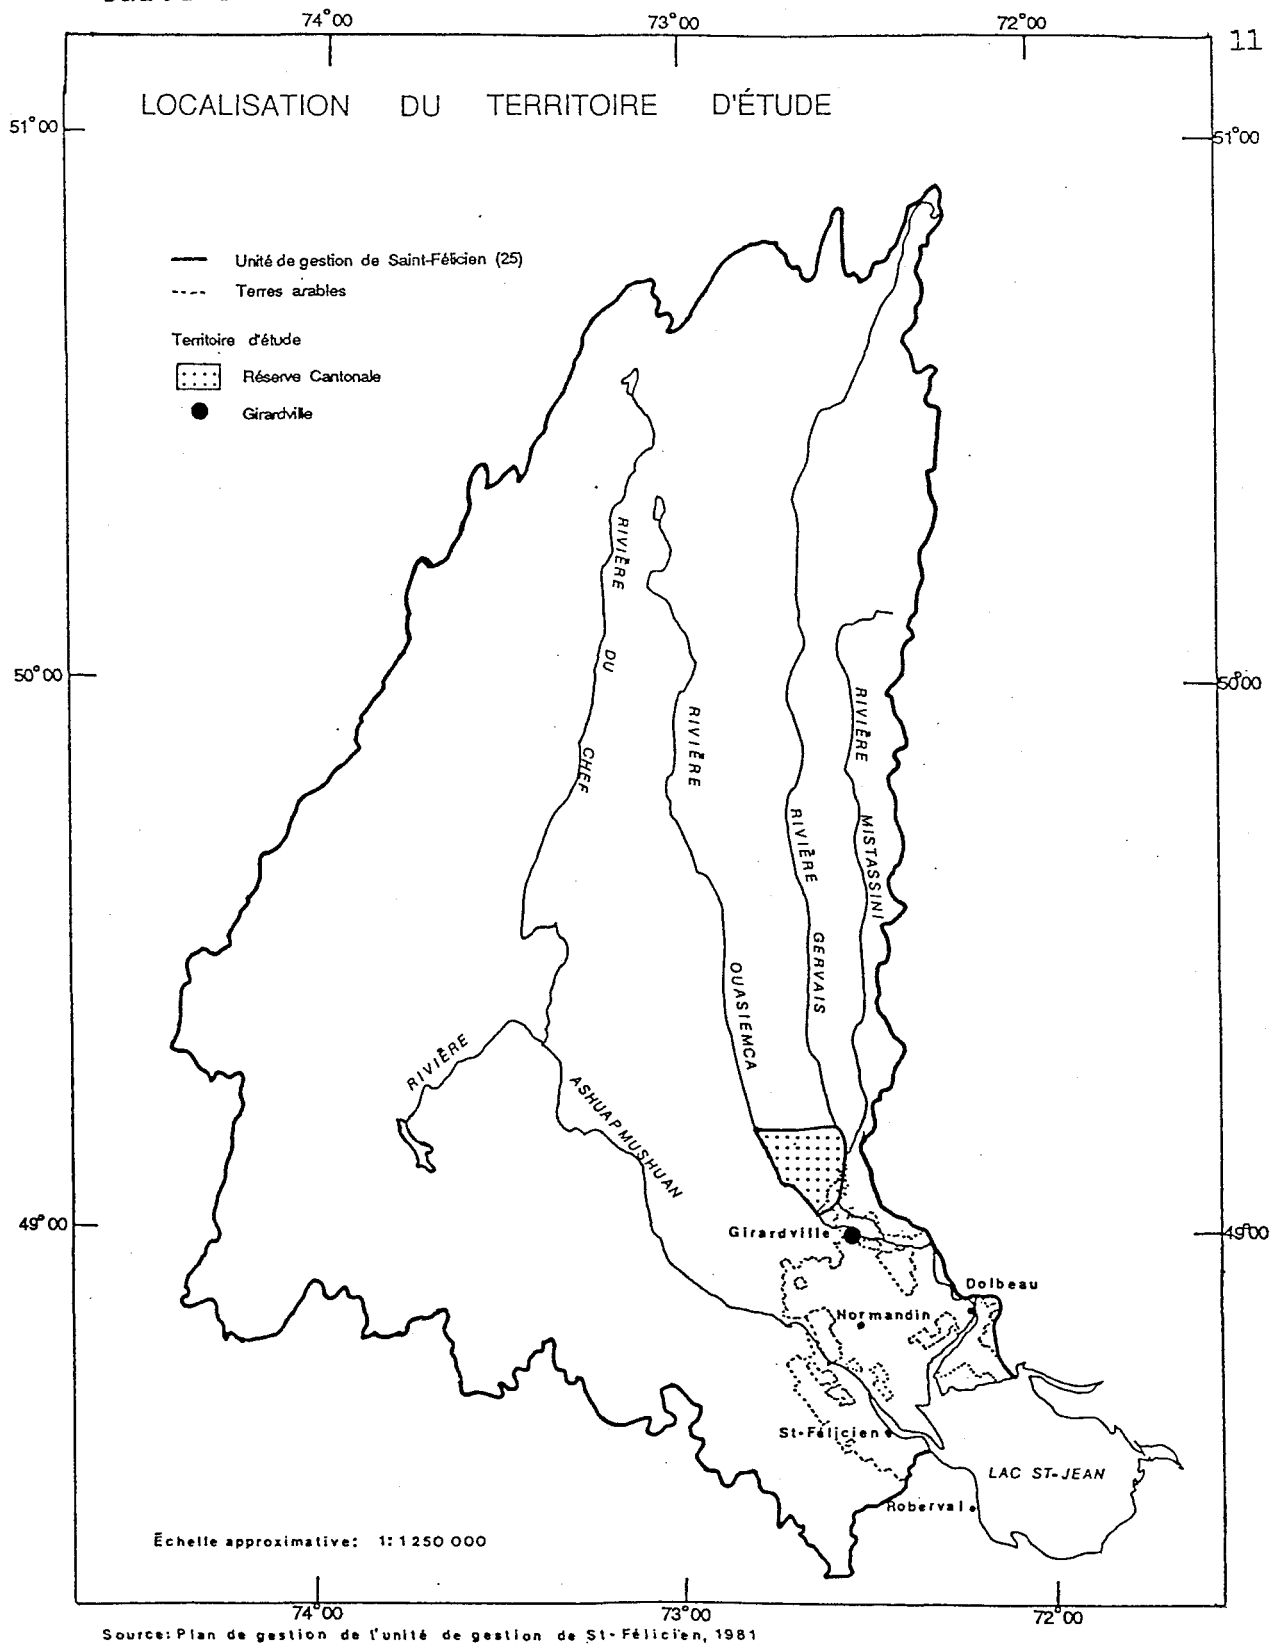 74°00 73°00 72°00
11
LOCALISATION DU TERRITOIRE D'ÉTUDE
51°00 51°00
Unité de gestion de Saint-Félicien (25)
Terres arables
Territoire d'étude
Réserve Cantonale
Girardville
RIVIÈRE DU CHEF
RIVIÈRE OUASIEMCA
RIVIÈRE GERVAIS
RIVIÈRE MISTASSINI
50°00 50°00
RIVIÈRE ASHUAPMUSHUAN
49°00 49°00
Girardville
Dolbeau
Normandin
St-Félicien
LAC ST-JEAN
Roberval
Échelle approximative: 1: 1 250 000
74°00 73°00 72°00
Source: Plan de gestion de l'unité de gestion de St-Félicien, 1981